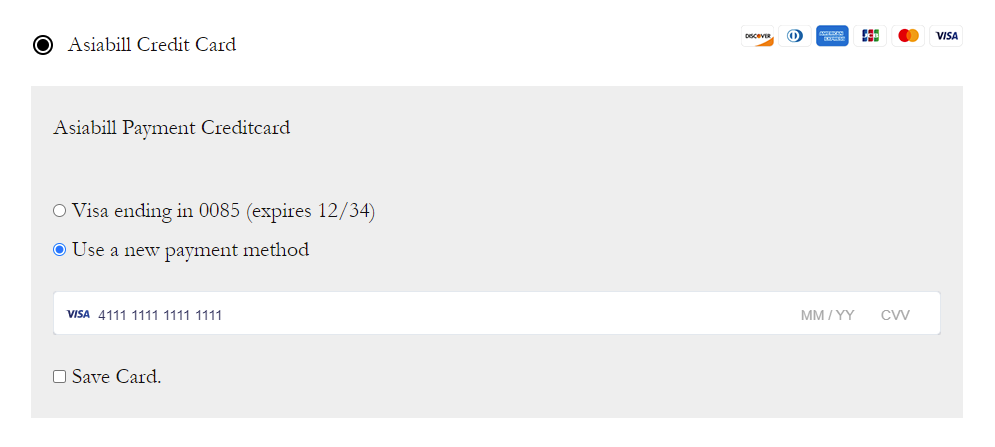 Asiabill Credit Card DISCOVER AMERICAN EXPRESS JCB VISA
Asiabill Payment Creditcard
Visa ending in 0085 (expires 12/34)
Use a new payment method
VISA 4111 1111 1111 1111 MM / YY CVV
Save Card.